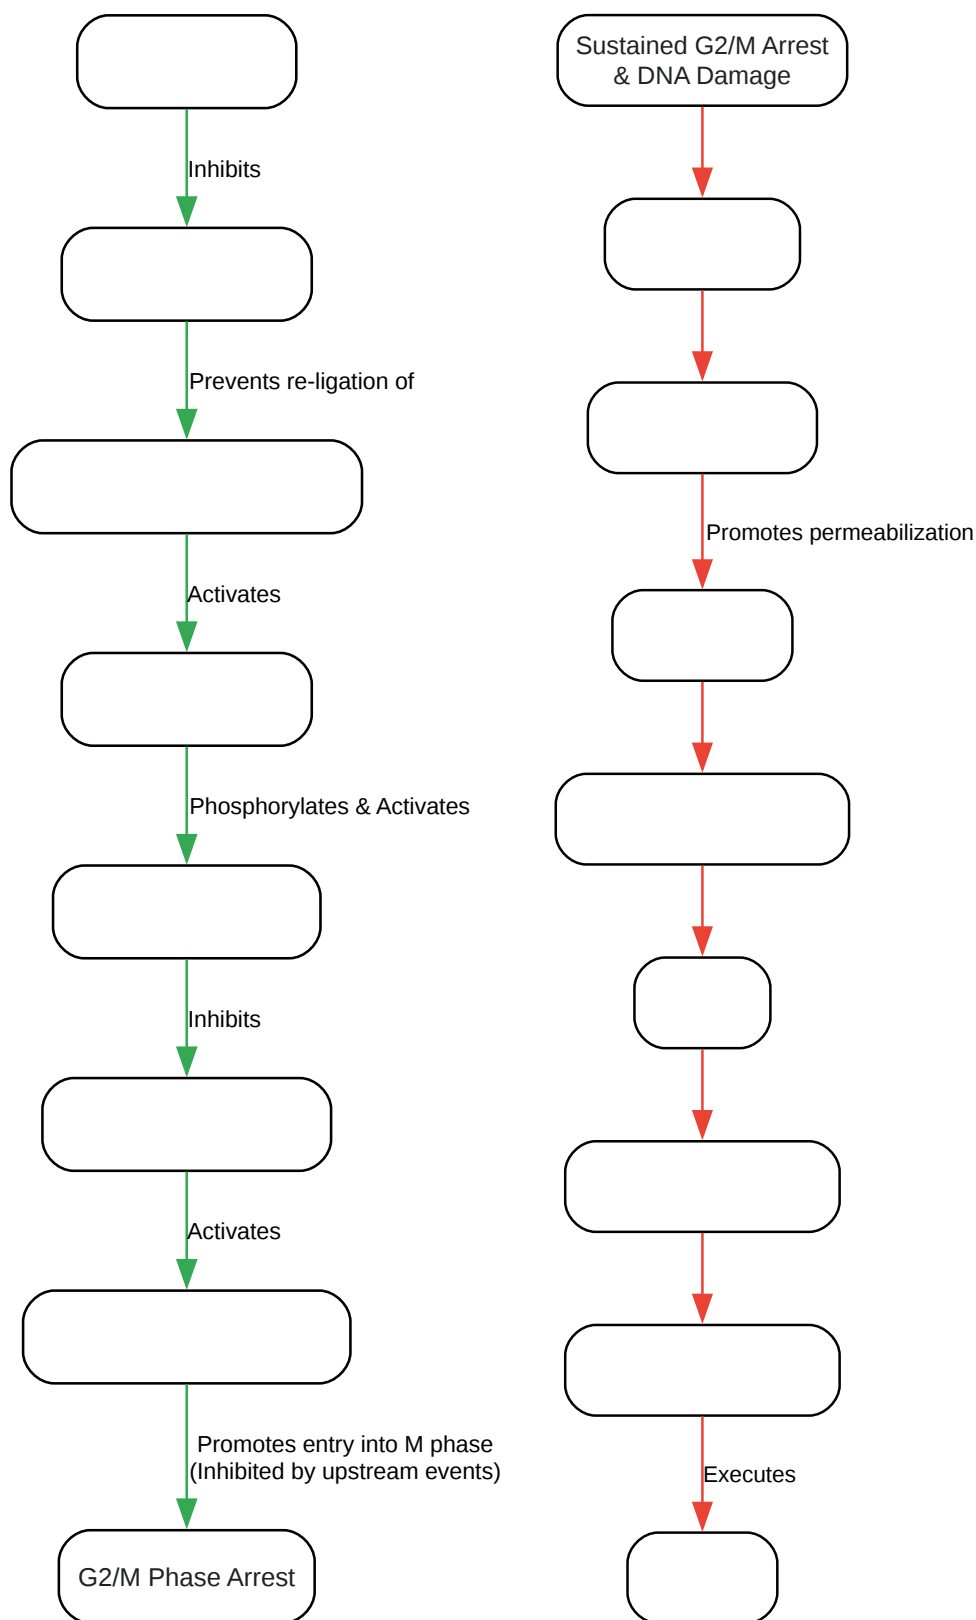 Inhibits
Prevents re-ligation of
Activates
Phosphorylates & Activates
Inhibits
Activates
Promotes entry into M phase
(Inhibited by upstream events)
G2/M Phase Arrest
Sustained G2/M Arrest
& DNA Damage
Promotes permeabilization
Executes